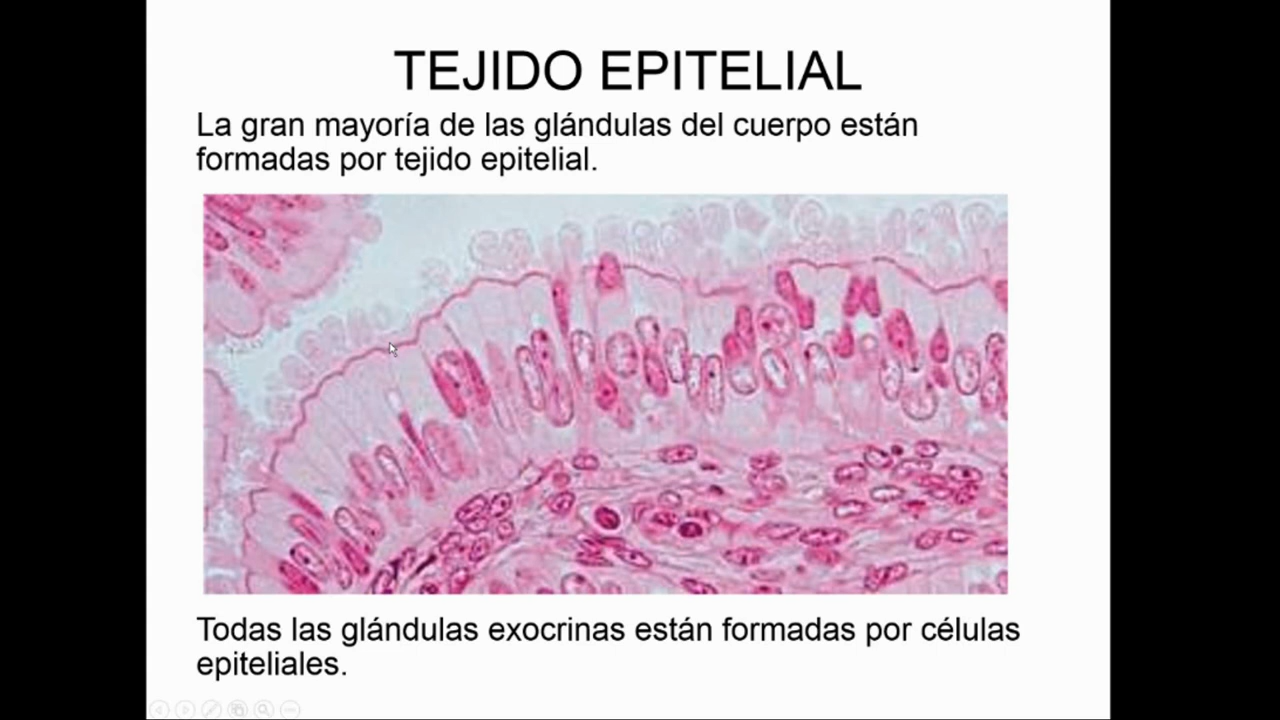 TEJIDO EPITELIAL
La gran mayoría de las glándulas del cuerpo están
formadas por tejido epitelial.
Todas las glándulas exocrinas están formadas por células
epiteliales.